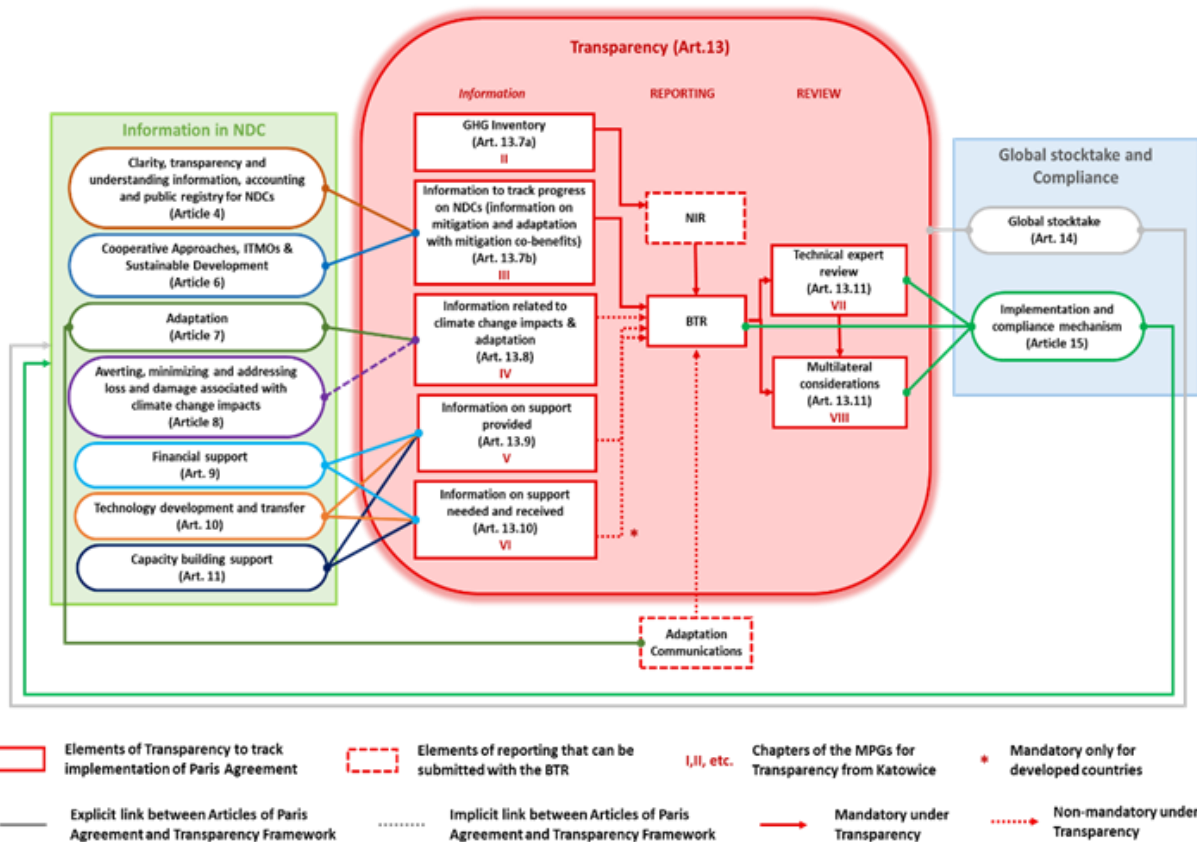 Transparency (Art.13)
Information
REPORTING
REVIEW
Information in NDC
Clarity, transparency and
understanding information, accounting
and public registry for NDCs
(Article 4)
Cooperative Approaches, ITMOs &
Sustainable Development
(Article 6)
Adaptation
(Article 7)
Averting, minimizing and addressing
loss and damage associated with
climate change impacts
(Article 8)
Financial support
(Art. 9)
Technology development and transfer
(Art. 10)
Capacity building support
(Art. 11)
GHG Inventory
(Art. 13.7a)
II
Information to track progress
on NDCs (information on
mitigation and adaptation
with mitigation co-benefits)
(Art. 13.7b)
III
Information related to
climate change impacts &
adaptation
(Art. 13.8)
IV
Information on support
provided
(Art. 13.9)
V
Information on support
needed and received
(Art. 13.10)
VI
*
NIR
BTR
Technical expert
review
(Art. 13.11)
VII
Multilateral
considerations
(Art. 13.11)
VIII
Global stocktake and
Compliance
Global stocktake
(Art. 14)
Implementation and
compliance mechanism
(Article 15)
Adaptation
Communications
Elements of Transparency to track
implementation of Paris Agreement
Elements of reporting that can be
submitted with the BTR
I,II, etc.
Chapters of the MPGs for
Transparency from Katowice
*
Mandatory only for
developed countries
Explicit link between Articles of Paris
Agreement and Transparency Framework
Implicit link between Articles of Paris
Agreement and Transparency Framework
Mandatory under
Transparency
Non-mandatory under
Transparency